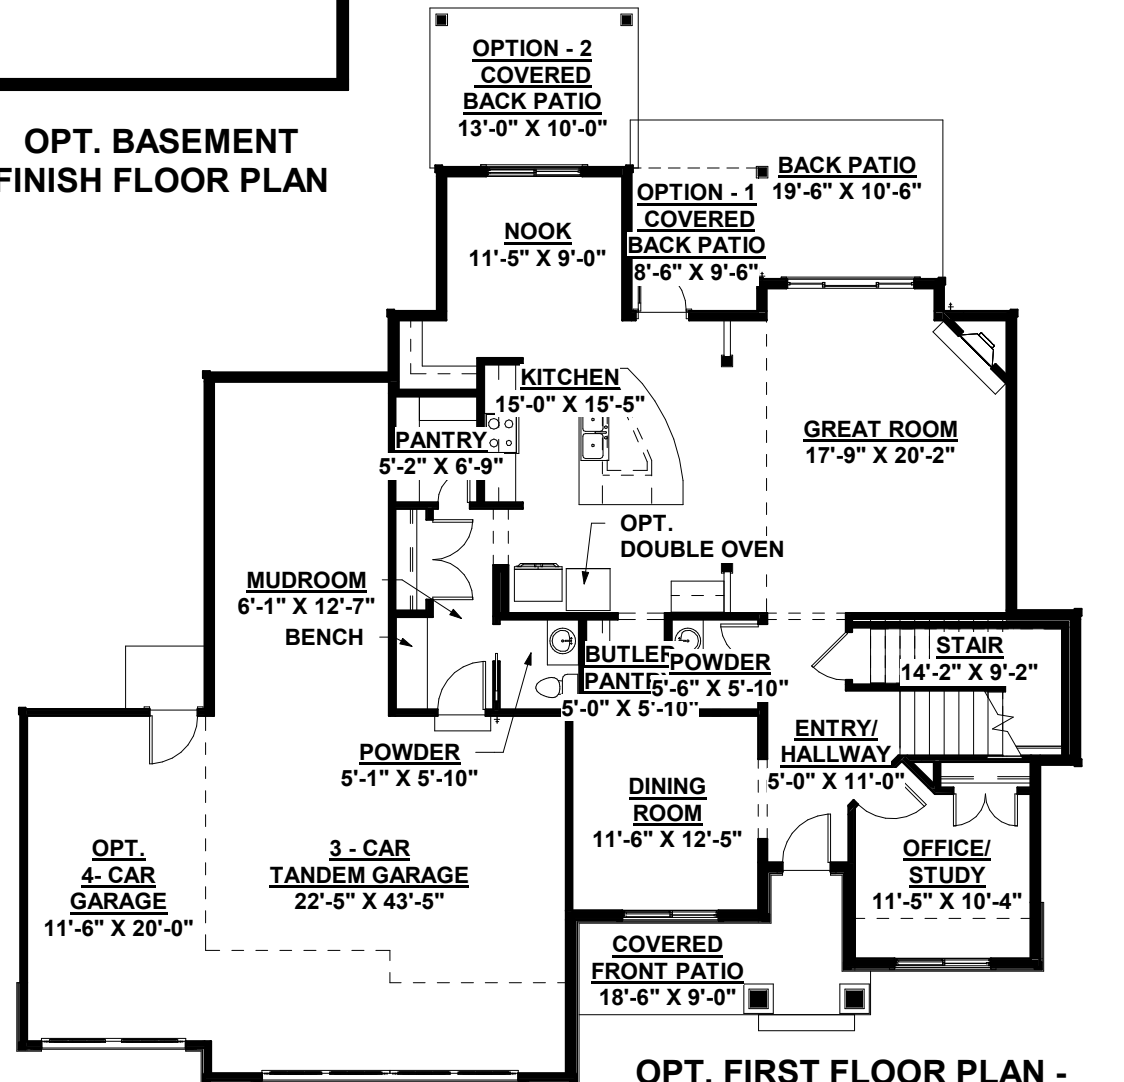 OPTION - 2
COVERED
BACK PATIO
13'-0" X 10'-0"
OPT. BASEMENT
FINISH FLOOR PLAN
BACK PATIO
19'-6" X 10'-6"
OPTION - 1
COVERED
BACK PATIO
8'-6" X 9'-6"
NOOK
11'-5" X 9'-0"
KITCHEN
15'-0" X 15'-5"
PANTRY
5'-2" X 6'-9"
GREAT ROOM
17'-9" X 20'-2"
OPT.
DOUBLE OVEN
MUDROOM
6'-1" X 12'-7"
BENCH
BUTLER
5'-0" X 5'-10"
POWDER
5'-6" X 5'-10"
STAIR
14'-2" X 9'-2"
POWDER
5'-1" X 5'-10"
ENTRY/
HALLWAY
5'-0" X 11'-0"
DINING
ROOM
11'-6" X 12'-5"
OPT.
4- CAR
GARAGE
11'-6" X 20'-0"
3 - CAR
TANDEM GARAGE
22'-5" X 43'-5"
OFFICE/
STUDY
11'-5" X 10'-4"
COVERED
FRONT PATIO
18'-6" X 9'-0"
OPT. FIRST FLOOR PLAN -